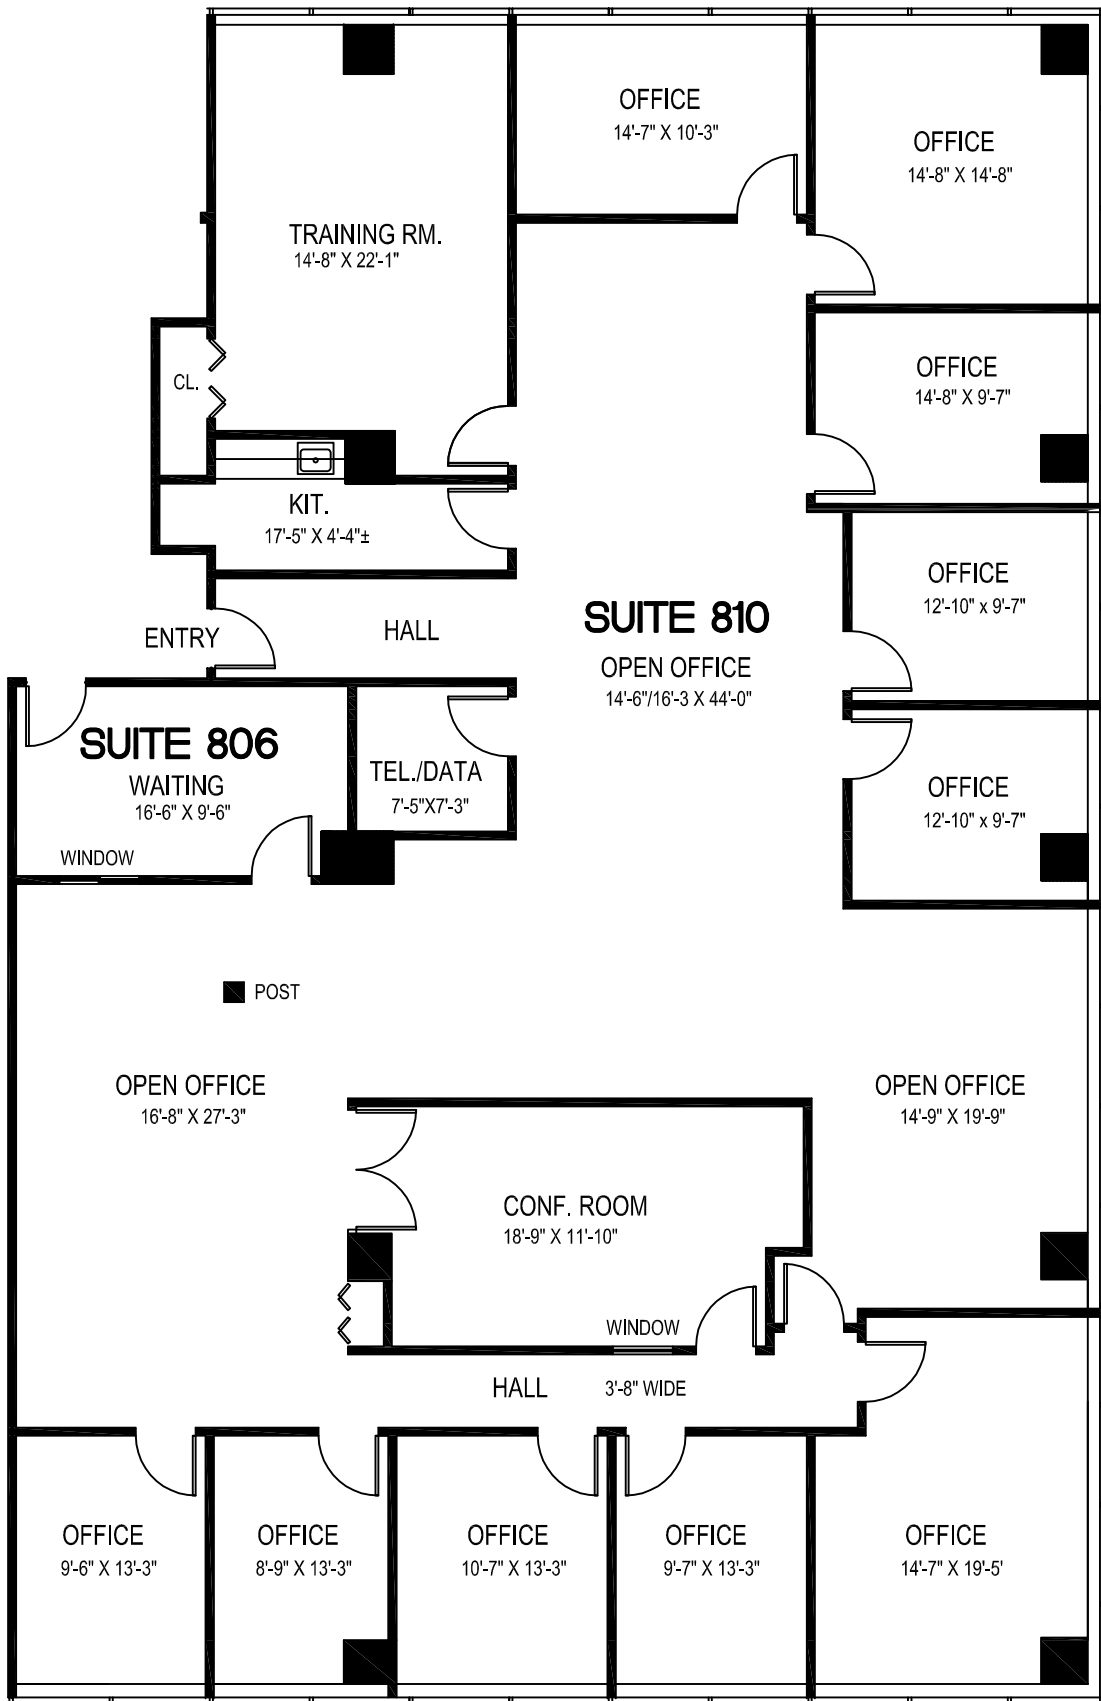 OFFICE
14'-7" X 10'-3"
OFFICE
14'-8" X 14'-8"
TRAINING RM.
14'-8" X 22'-1"
CL.
OFFICE
14'-8" X 9'-7"
KIT.
17'-5" X 4'-4"±
OFFICE
12'-10" x 9'-7"
ENTRY
HALL
SUITE 810
OPEN OFFICE
14'-6"/16'-3 X 44'-0"
SUITE 806
WAITING
16'-6" X 9'-6"
WINDOW
TEL./DATA
7'-5"X7'-3"
OFFICE
12'-10" x 9'-7"
POST
OPEN OFFICE
16'-8" X 27'-3"
OPEN OFFICE
14'-9" X 19'-9"
CONF. ROOM
18'-9" X 11'-10"
WINDOW
HALL
3'-8" WIDE
OFFICE
9'-6" X 13'-3"
OFFICE
8'-9" X 13'-3"
OFFICE
10'-7" X 13'-3"
OFFICE
9'-7" X 13'-3"
OFFICE
14'-7" X 19'-5'